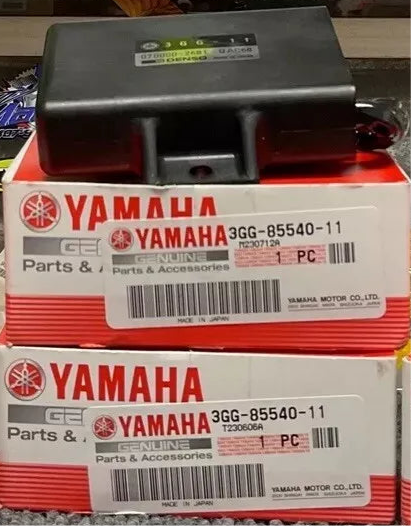 3GG-11
DENSO
YAMAHA
GENUINE
Parts &
YAMAHA 3GG-85540-11
M230712A
GENUINE
1 PC
Parts & Accessories
YAMAHA MOTOR CO.,LTD.
MADE IN JAPAN
YAMAHA
GE
Parts &
YAMAHA 3GG-85540-11
T230606A
GENUINE
1 PC
Parts & Accessories
YAMAHA MOTOR CO.,LTD.
MADE IN JAPAN